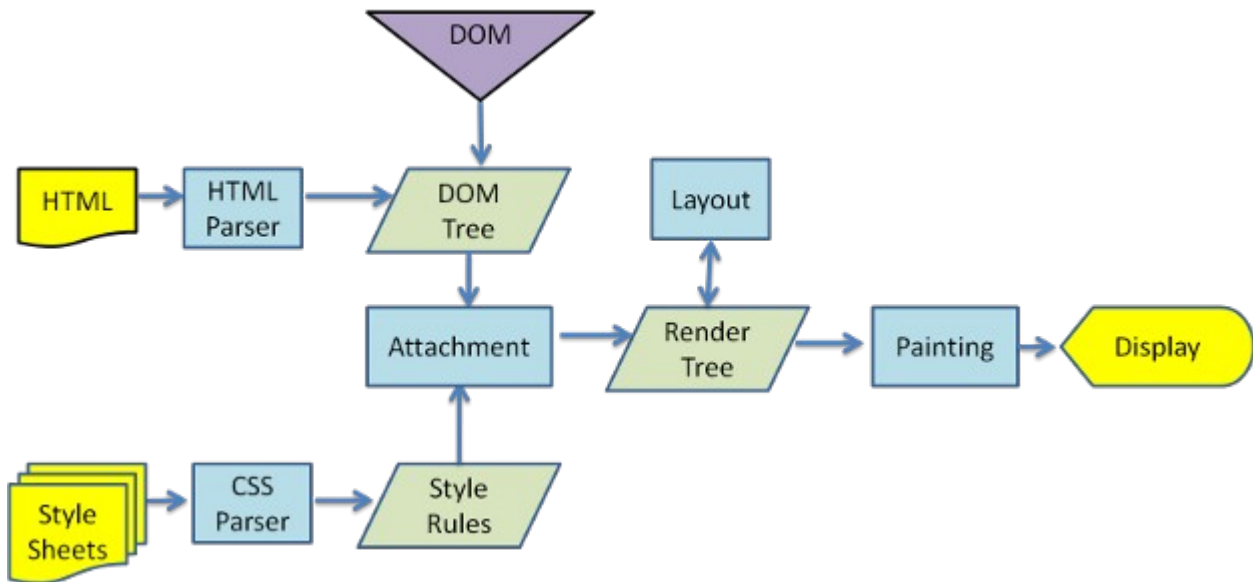 DOM
HTML
HTML
Parser
DOM
Tree
Layout
Attachment
Render
Tree
Painting
Display
Style
Sheets
CSS
Parser
Style
Rules